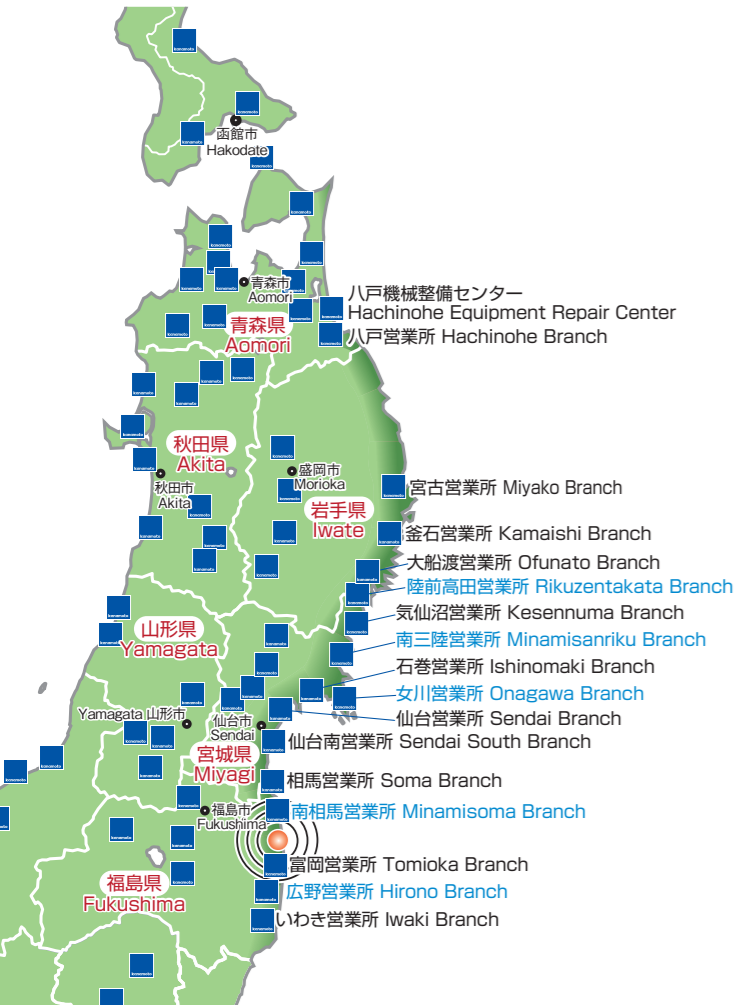 函館市
Hakodate
青森市
Aomori
八戸機械整備センター
Hachinohe Equipment Repair Center
青森県
Aomori
八戸営業所 Hachinohe Branch
秋田県
Akita
盛岡市
Morioka
秋田市
Akita
宮古営業所 Miyako Branch
岩手県
Iwate
釜石営業所 Kamaishi Branch
大船渡営業所 Ofunato Branch
陸前高田営業所 Rikuzentakata Branch
気仙沼営業所 Kesennuma Branch
山形県
Yamagata
南三陸営業所 Minamisanriku Branch
石巻営業所 Ishinomaki Branch
女川営業所 Onagawa Branch
Yamagata 山形市
仙台市
Sendai
仙台営業所 Sendai Branch
仙台南営業所 Sendai South Branch
宮城県
Miyagi
相馬営業所 Soma Branch
福島市
Fukushima
南相馬営業所 Minamisoma Branch
富岡営業所 Tomioka Branch
福島県
Fukushima
広野営業所 Hirono Branch
いわき営業所 Iwaki Branch